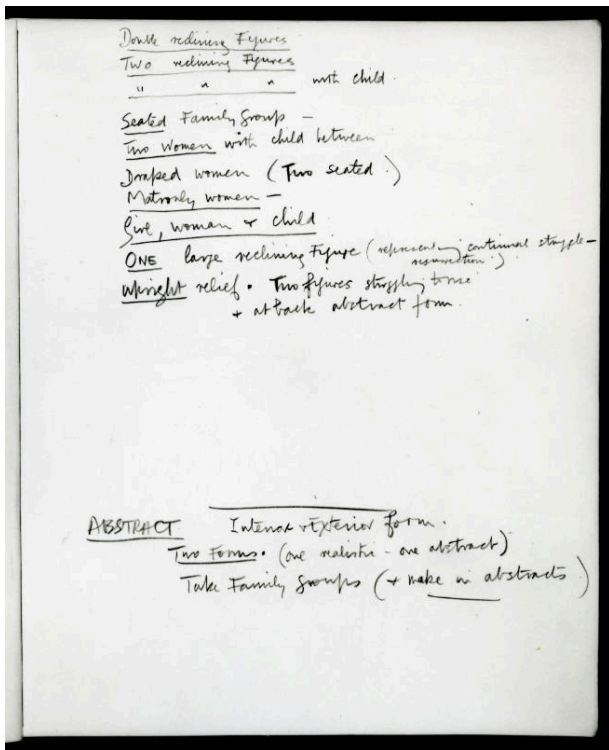 Double reclining Figures
Two reclining Figures
" " " with child.
Seated Family Group –
Two Women with child between
Draped women (Two seated.)
Matronly women –
Girl, woman & child
ONE large reclining Figure (representing continual struggle –
resurrection.)
Upright relief. Two figures struggling to rise
+ at back abstract form.
ABSTRACT Interior & Exterior form.
Two Forms. (one realistic - one abstract)
Take Family Groups (+ make in abstracts)